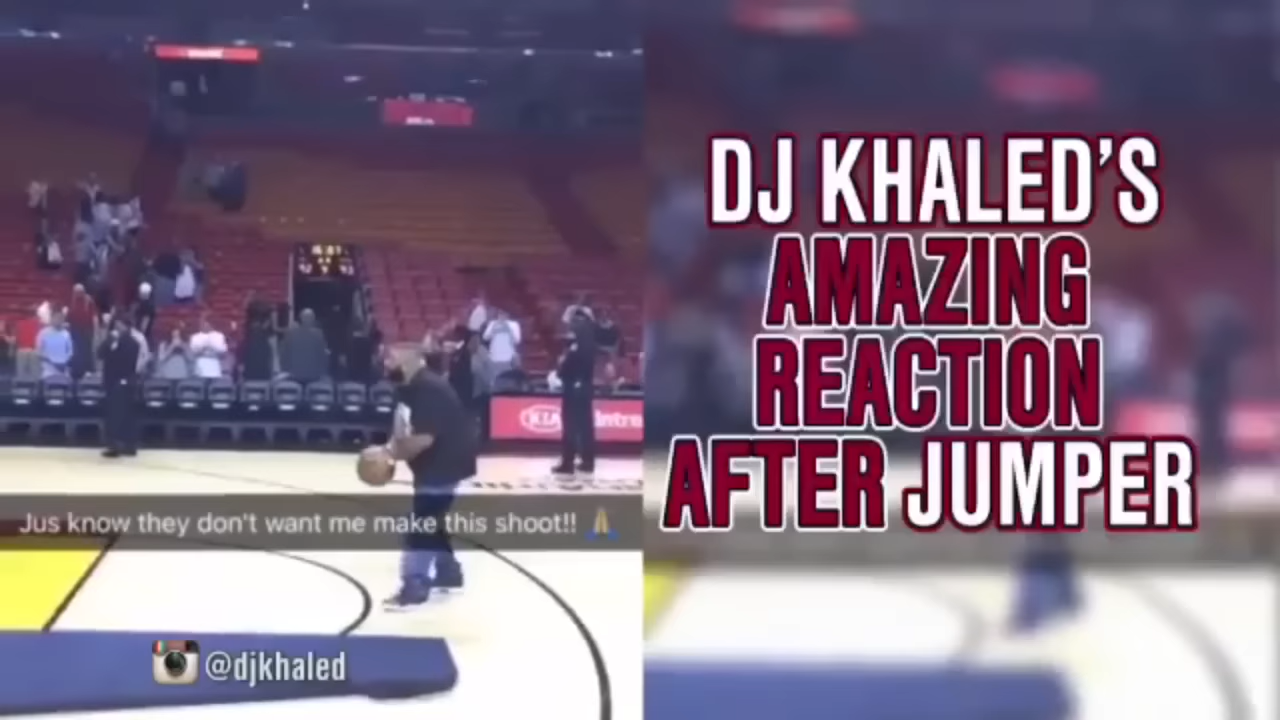 DJ KHALED'S
AMAZING
REACTION
AFTER JUMPER
KIA
Jus know they don't want me make this shoot!! 🙏
@djkhaled